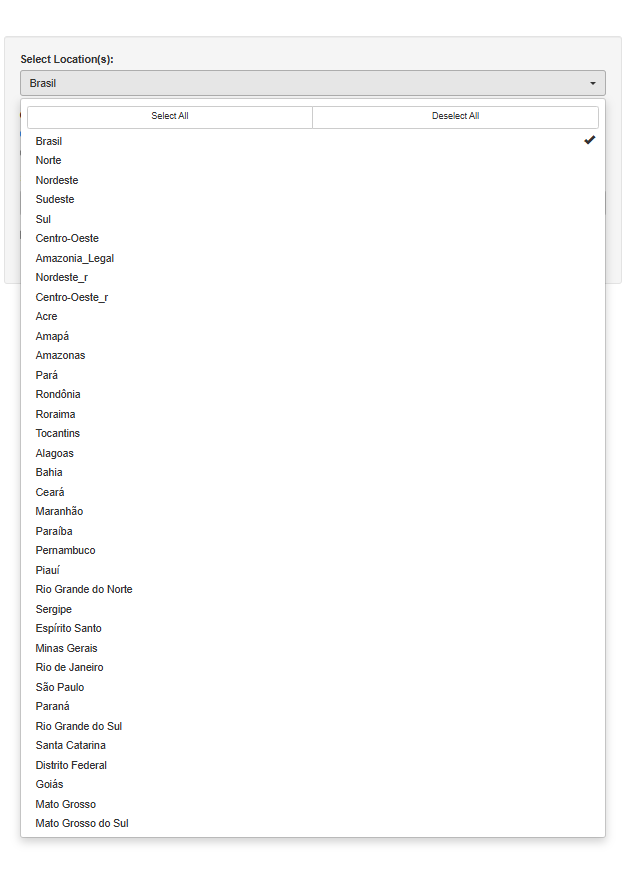 Select Location(s):
Brasil
Select All Deselect All
Brasil
Norte
Nordeste
Sudeste
Sul
Centro-Oeste
Amazonia_Legal
Nordeste_r
Centro-Oeste_r
Acre
Amapá
Amazonas
Pará
Rondônia
Roraima
Tocantins
Alagoas
Bahia
Ceará
Maranhão
Paraíba
Pernambuco
Piauí
Rio Grande do Norte
Sergipe
Espírito Santo
Minas Gerais
Rio de Janeiro
São Paulo
Paraná
Rio Grande do Sul
Santa Catarina
Distrito Federal
Goiás
Mato Grosso
Mato Grosso do Sul